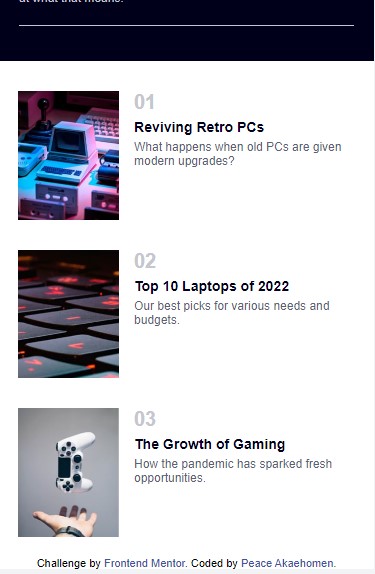 at what that means.
01
Reviving Retro PCs
What happens when old PCs are given
modern upgrades?
02
Top 10 Laptops of 2022
Our best picks for various needs and
budgets.
03
The Growth of Gaming
How the pandemic has sparked fresh
opportunities.
Challenge by Frontend Mentor. Coded by Peace Akaehomen.